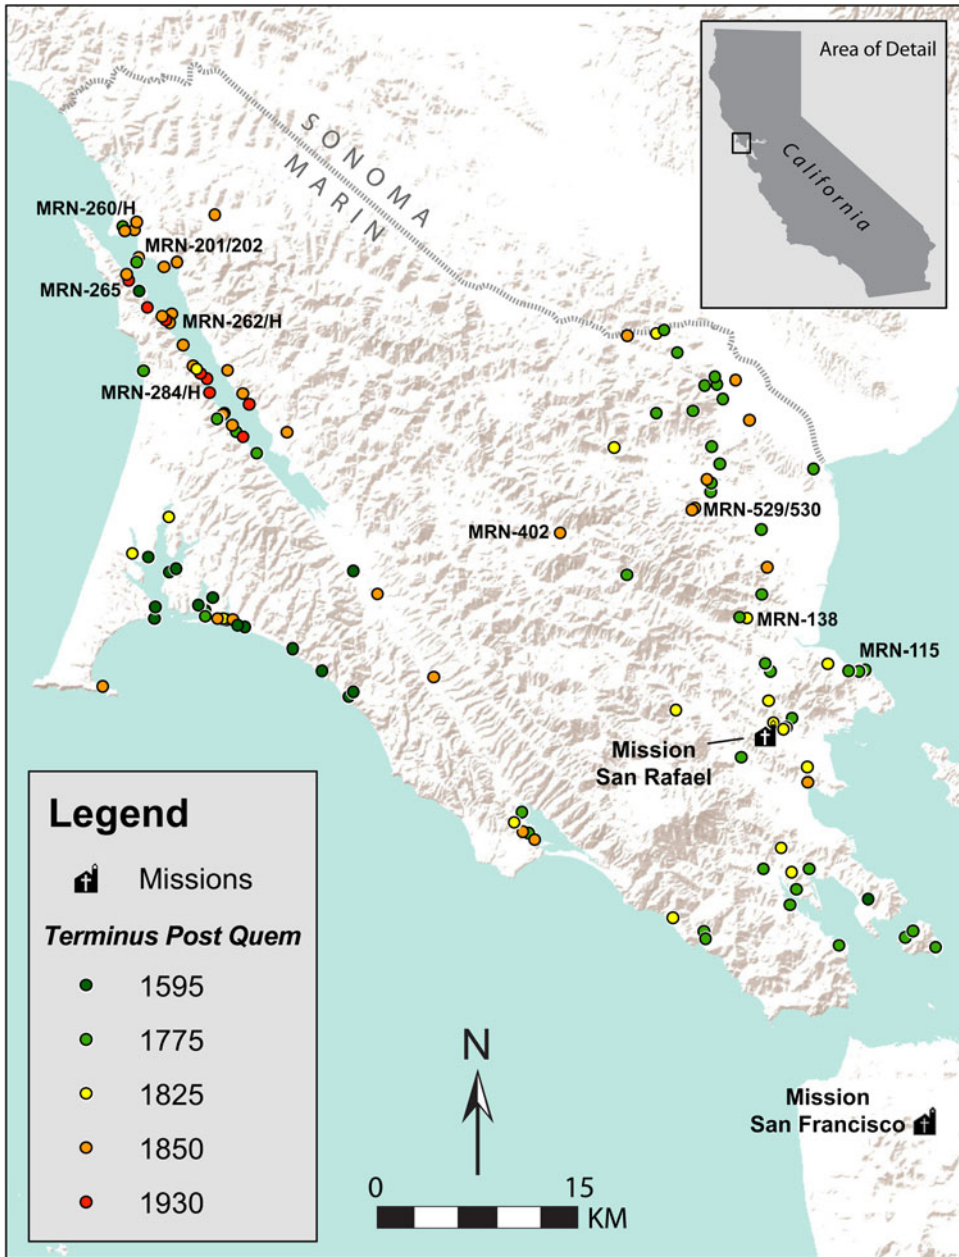 Area of Detail
California
SONOMA
MARIN
MRN-260/H
MRN-201/202
MRN-265
MRN-262/H
MRN-284/H
MRN-402
MRN-529/530
MRN-138
MRN-115
Mission
San Rafael
Legend
Missions
Terminus Post Quem
1595
1775
1825
1850
1930
N
0 15
KM
Mission
San Francisco